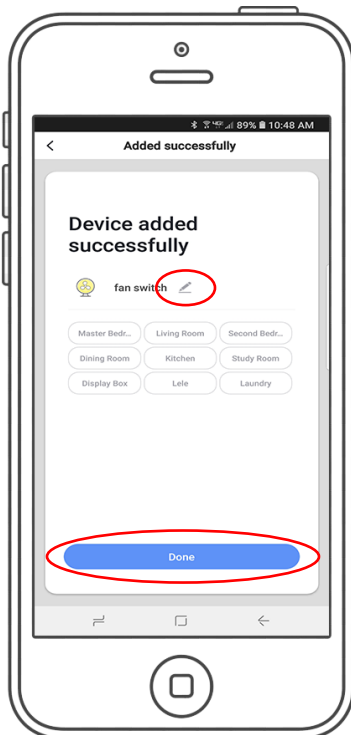 89% 10:48 AM
Added successfully
Device added
successfully
fan switch
Master Bedr... Living Room Second Bedr...
Dining Room Kitchen Study Room
Display Box Lele Laundry
Done